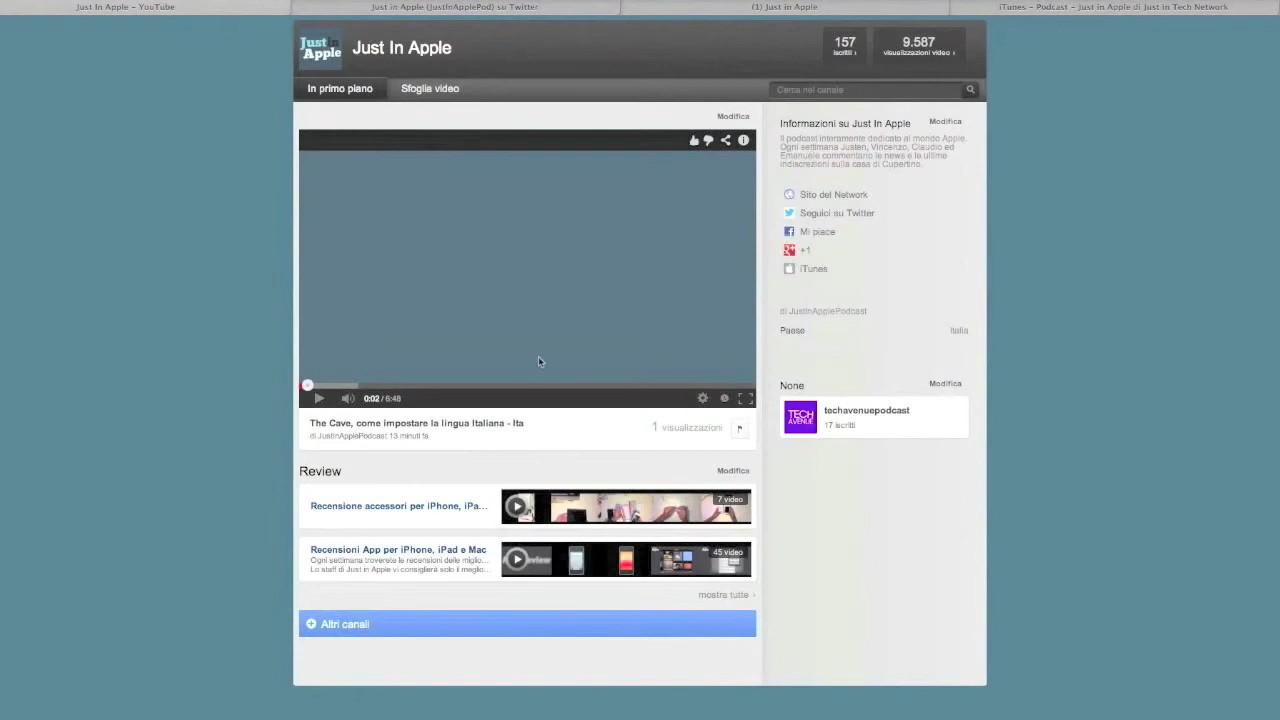 Just In Apple – YouTube
Just in Apple (JustInApplePod) su Twitter
(1) Just in Apple
iTunes – Podcast – Just in Apple di Just in Tech Network
Just in Apple
Just In Apple
157
iscritti ›
9.587
visualizzazioni video ›
In primo piano
Sfoglia video
Cerca nel canale
Modifica
Informazioni su Just In Apple
Modifica
Il podcast interamente dedicato al mondo Apple.
Ogni settimana Justen, Vincenzo, Claudio ed
Emanuele commentano le news e le ultime
indiscrezioni sulla casa di Cupertino.
Sito del Network
Seguici su Twitter
Mi piace
+1
iTunes
di JustInApplePodcast
Paese
Italia
None
Modifica
TECH
AVENUE
techavenuepodcast
17 iscritti
0:02 / 6:48
The Cave, come impostare la lingua Italiana - Ita
di JustInApplePodcast 13 minuti fa
1 visualizzazioni
Review
Modifica
Recensione accessori per iPhone, iPa...
7 video
Recensioni App per iPhone, iPad e Mac
Ogni settimana troverete le recensioni delle miglio...
Lo staff di Just in Apple vi consiglierà solo il meglio...
45 video
mostra tutte ›
Altri canali